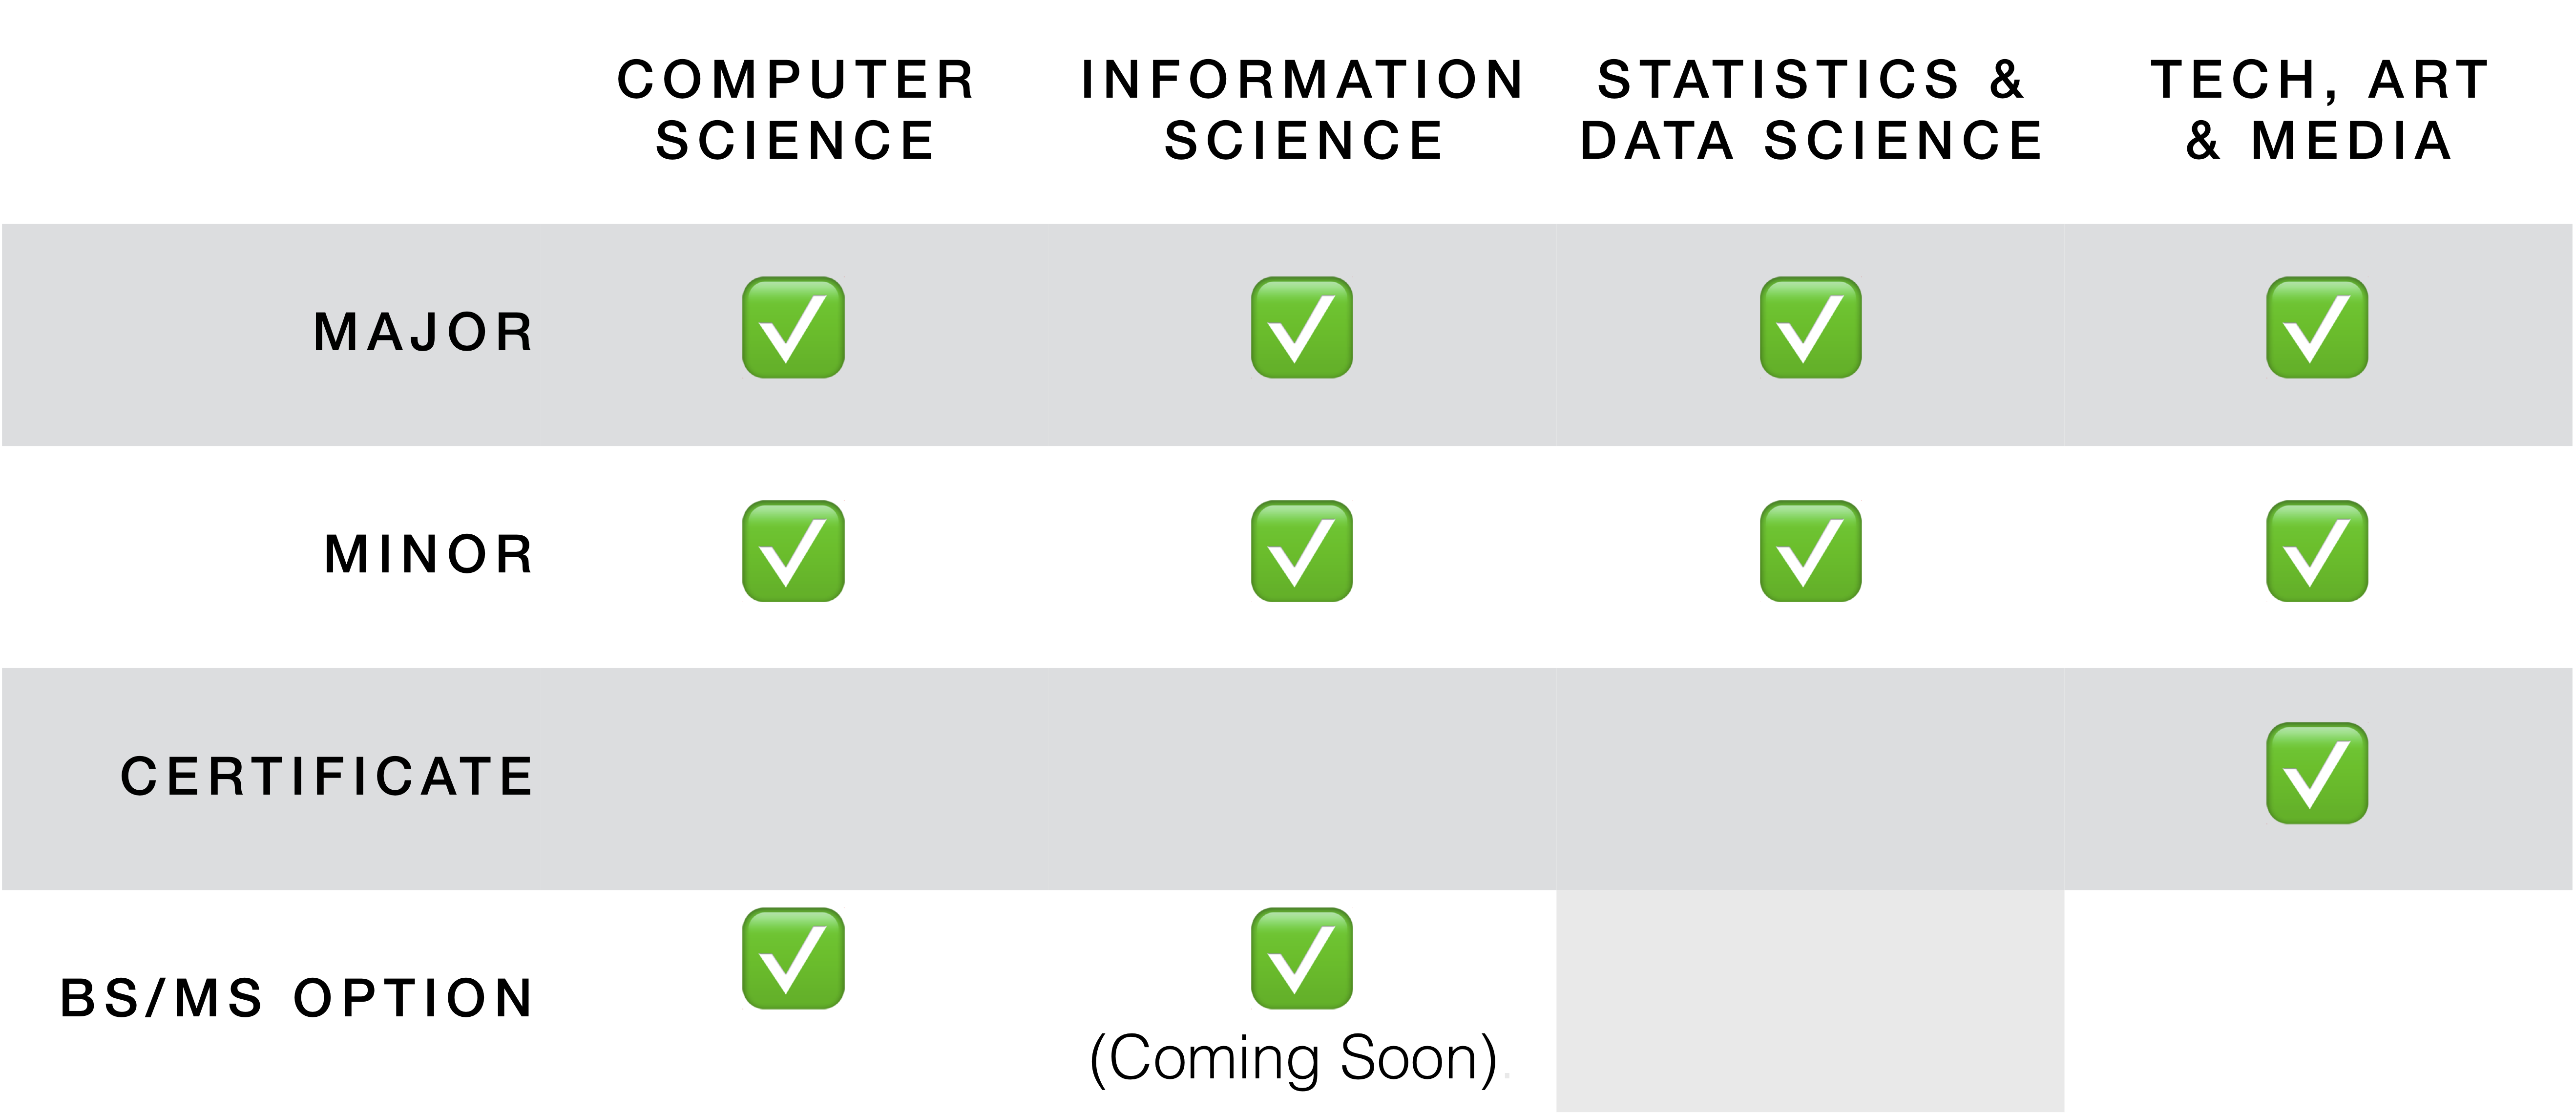 COMPUTER SCIENCE
INFORMATION SCIENCE
STATISTICS & DATA SCIENCE
TECH, ART & MEDIA
MAJOR
MINOR
CERTIFICATE
BS/MS OPTION
(Coming Soon).